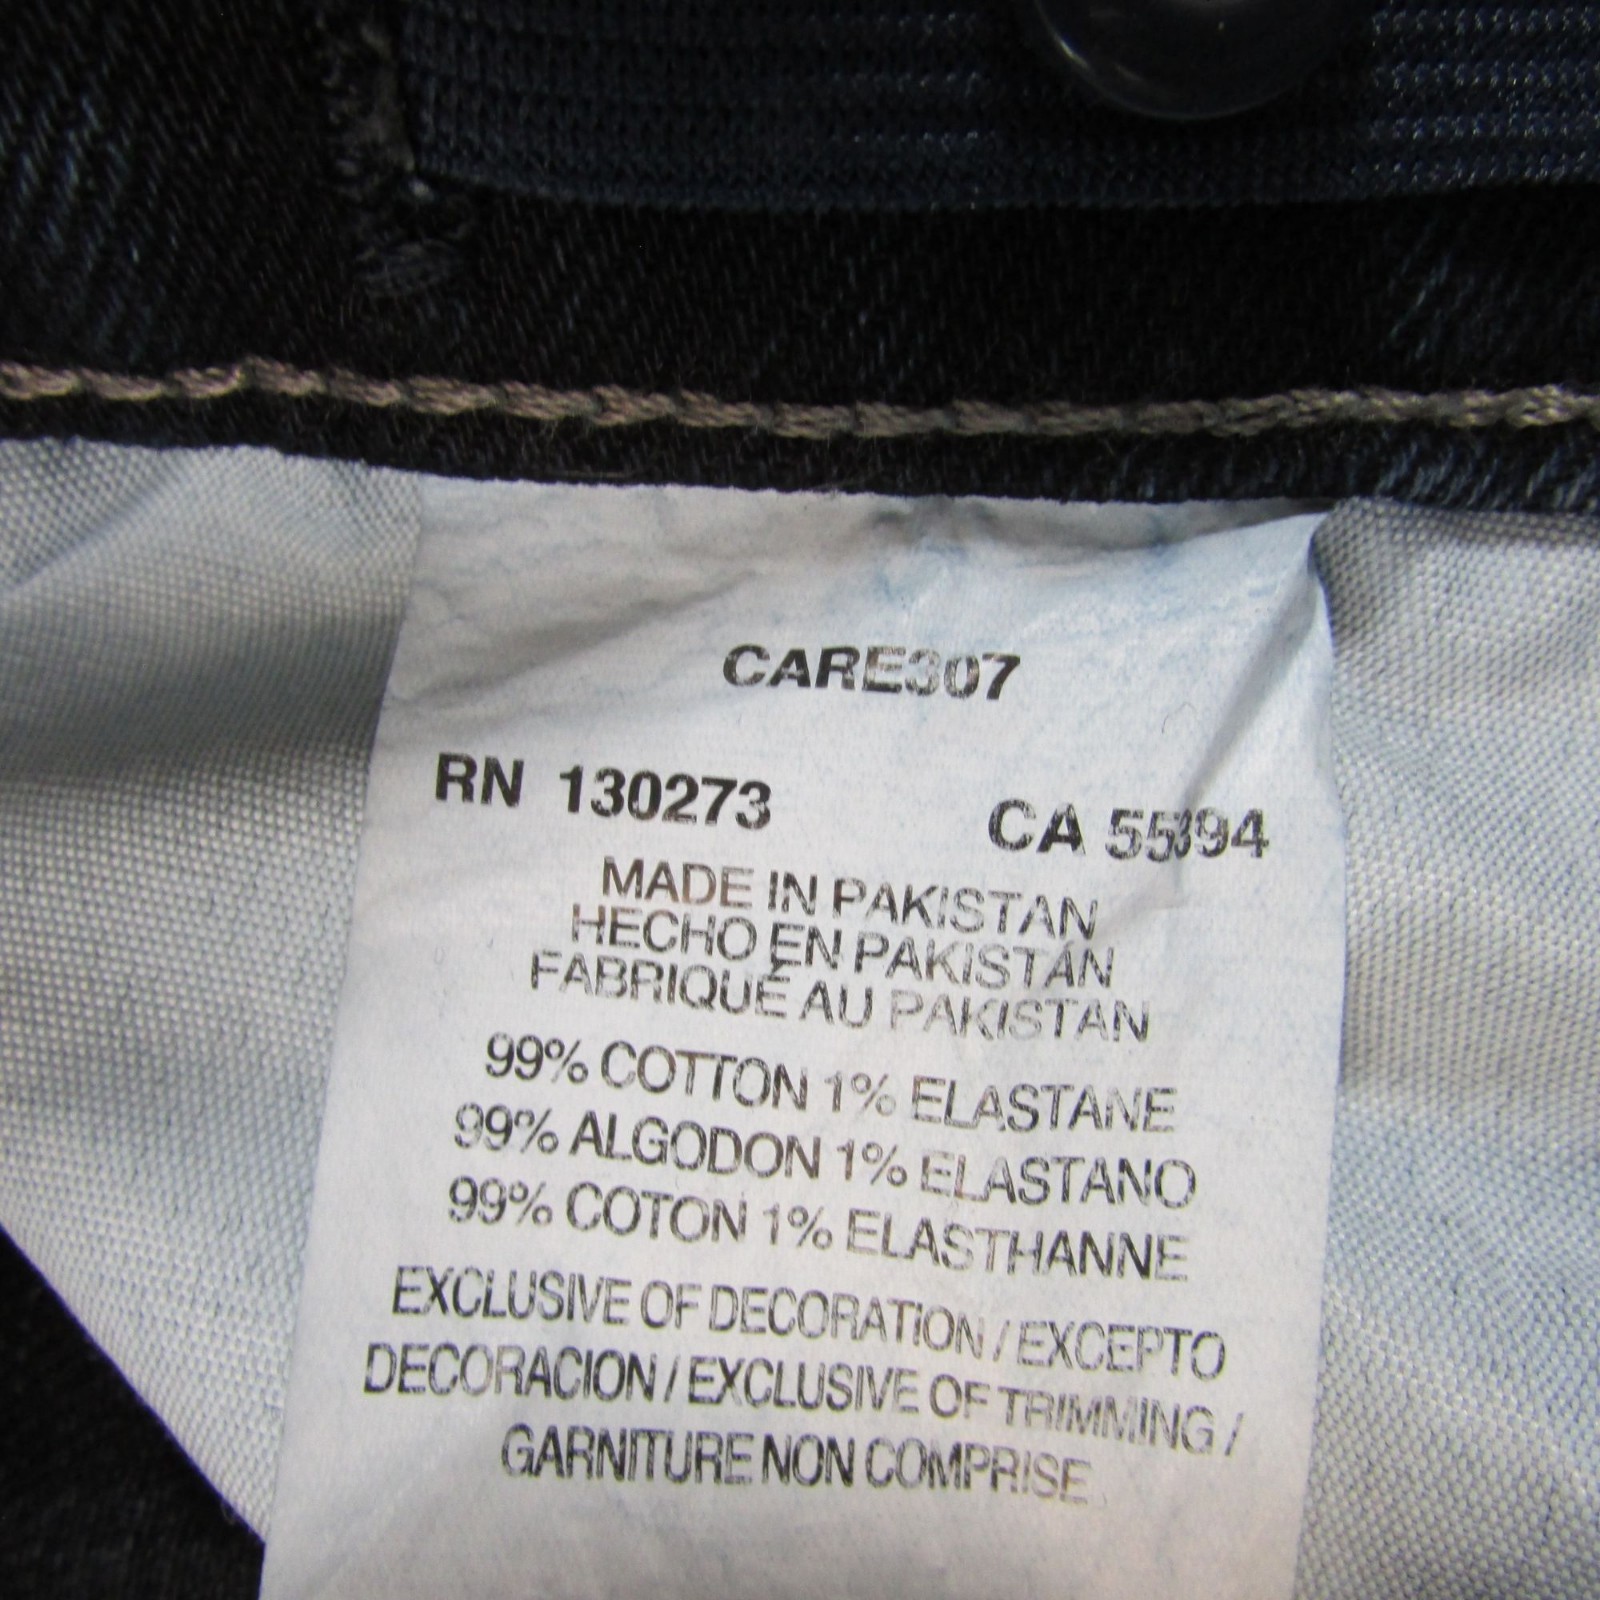 CARE307
RN 130273
CA
MADE IN PAKISTAN
HECHO EN PAKISTÁN
FABRIQUÉ AU PAKISTAN
99% COTTON 1% ELASTANE
99% ALGODON 1% ELASTANO
99% COTON 1% ELASTHANNE
EXCLUSIVE OF DECORATION / EXCEPTO
DECORACION / EXCLUSIVE OF TRIMMING /
GARNITURE NON COMPRISE